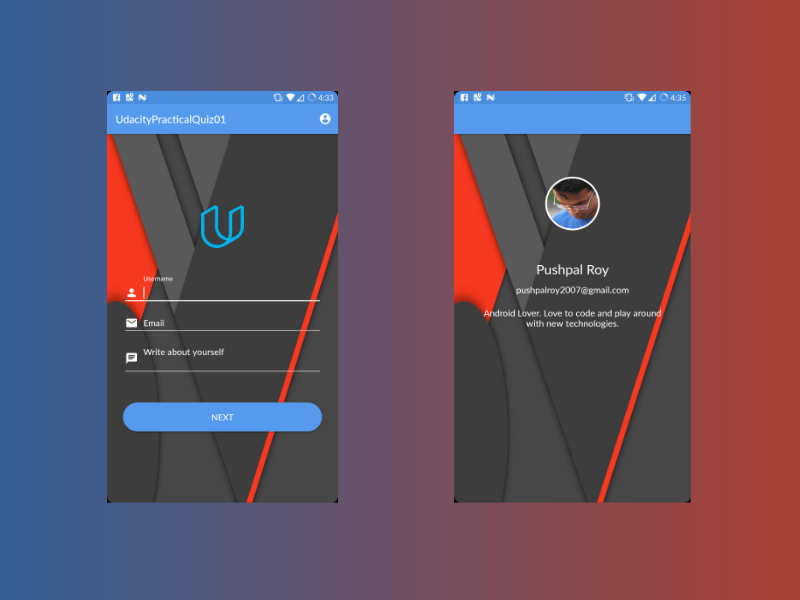 4:33
UdacityPracticalQuiz01
Username
Email
Write about yourself
NEXT
4:35
Pushpal Roy
pushpalroy2007@gmail.com
Android Lover. Love to code and play around
with new technologies.